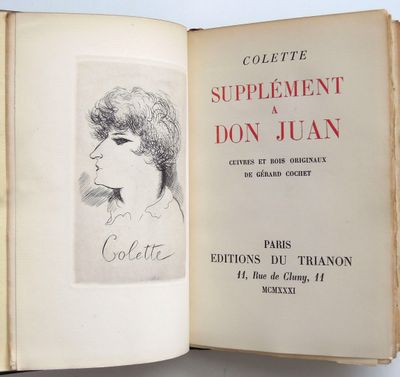 Colette
COLETTE
SUPPLÉMENT
A
DON JUAN
CUIVRES ET BOIS ORIGINAUX
DE GÉRARD COCHET
PARIS
EDITIONS DU TRIANON
11, Rue de Cluny, 11
MCMXXXI